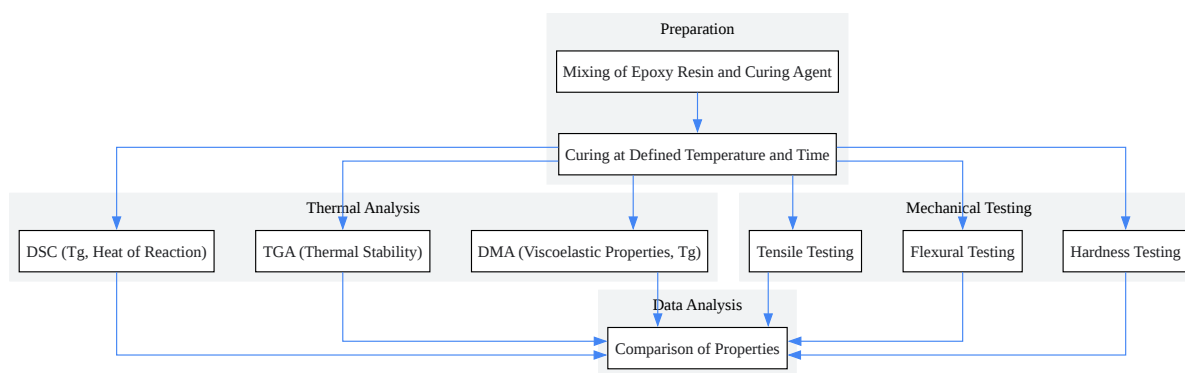 Preparation
Mixing of Epoxy Resin and Curing Agent
Curing at Defined Temperature and Time
Thermal Analysis
Mechanical Testing
DSC (Tg, Heat of Reaction)
TGA (Thermal Stability)
DMA (Viscoelastic Properties, Tg)
Tensile Testing
Flexural Testing
Hardness Testing
Data Analysis
Comparison of Properties